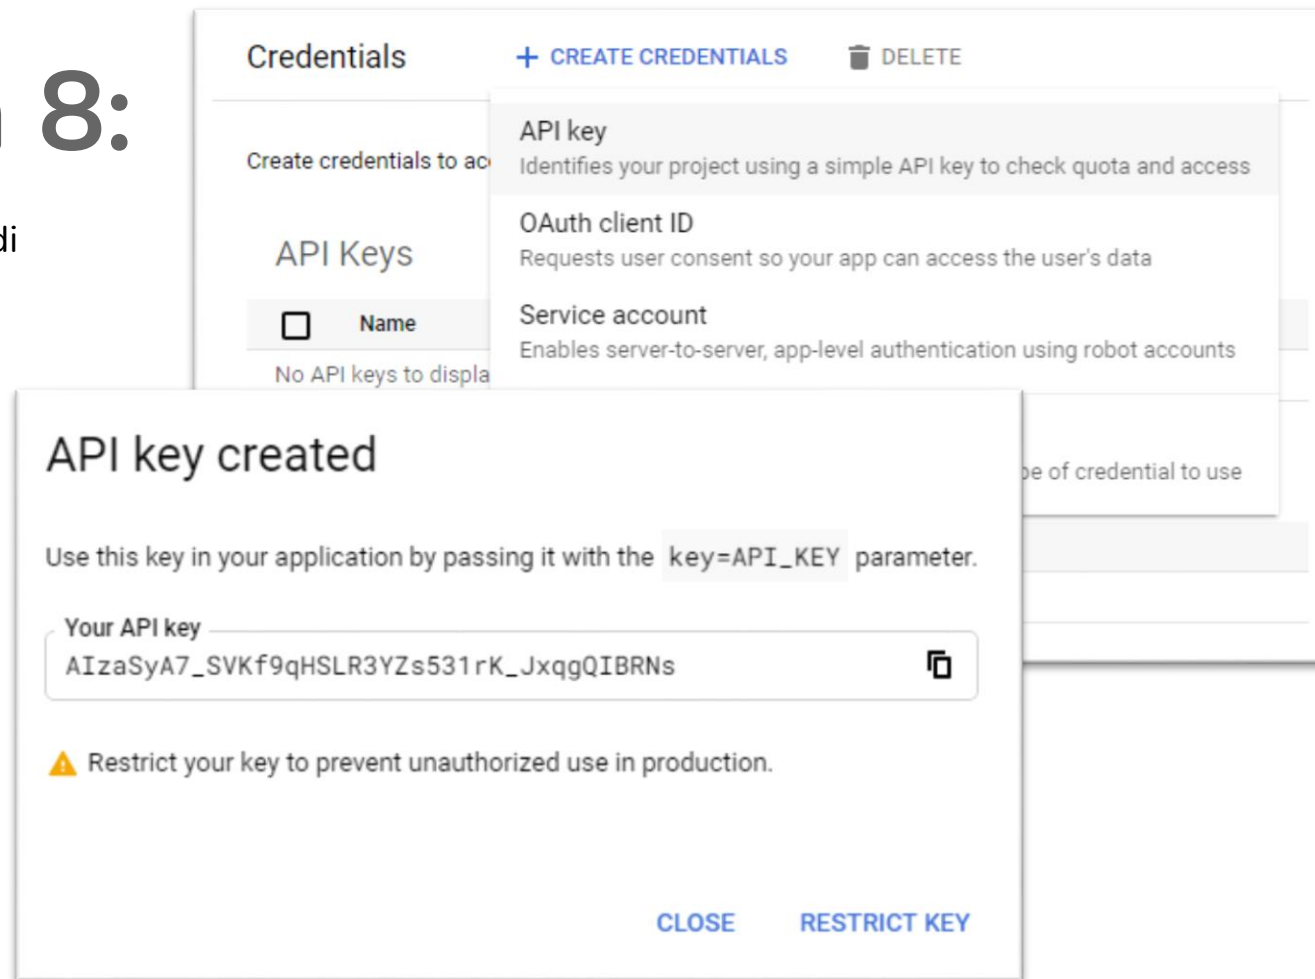 8:
di
Credentials
CREATE CREDENTIALS
DELETE
API key
Identifies your project using a simple API key to check quota and access
Create credentials to
OAuth client ID
Requests user consent so your app can access the user's data
API Keys
Service account
Enables server-to-server, app-level authentication using robot accounts
Name
No API keys to displa
of credential to use
API key created
Use this key in your application by passing it with the key=API_KEY parameter.
Your API key
AIzaSyA7_SVKf9qHSLR3YZs531rK_JxqgQIBRNs
Restrict your key to prevent unauthorized use in production.
CLOSE
RESTRICT KEY